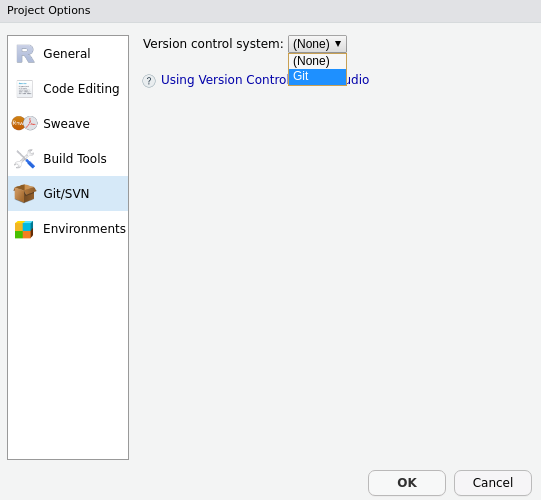 Project Options
General
Code Editing
Sweave
Build Tools
Git/SVN
Environments
Version control system: (None)
(None)
Git
? Using Version Control udio
OK
Cancel